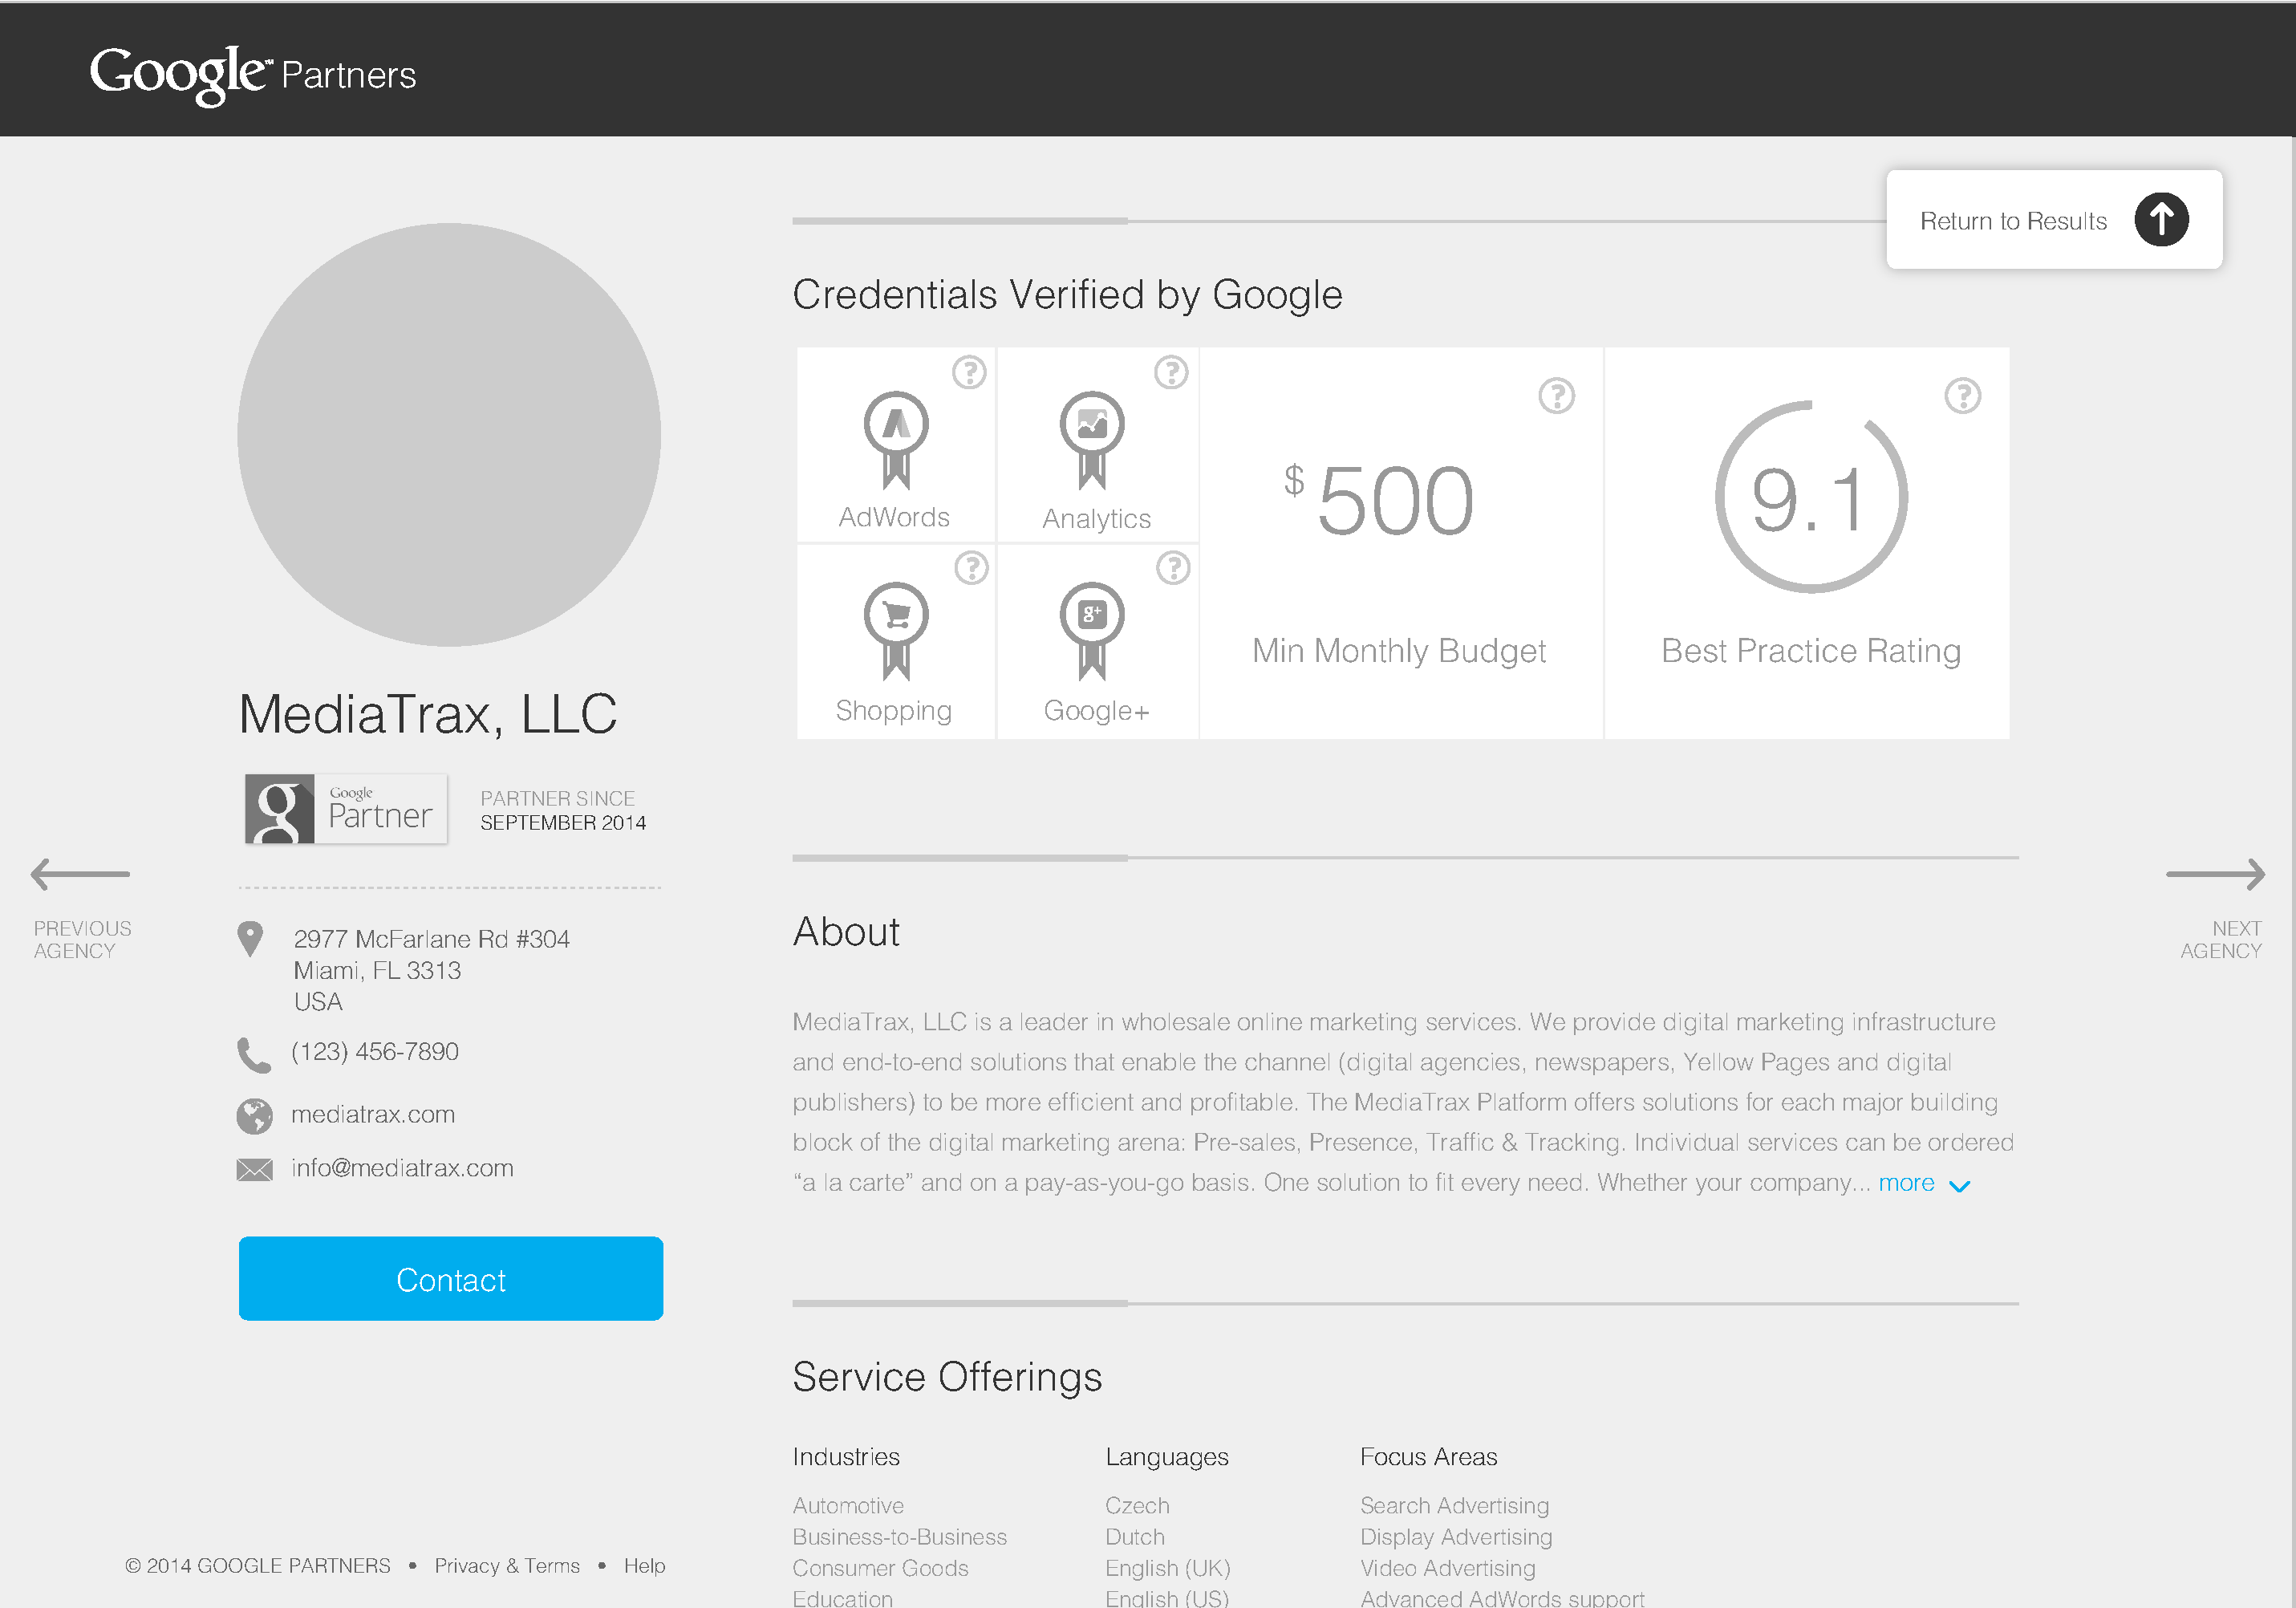 Google™ Partners
Return to Results
Credentials Verified by Google
?
?
?
?
AdWords
Analytics
$ 500
9.1
?
?
g+
Min Monthly Budget
Best Practice Rating
Shopping
Google+
MediaTrax, LLC
g
Google
Partner
PARTNER SINCE
SEPTEMBER 2014
PREVIOUS
AGENCY
NEXT
AGENCY
2977 McFarlane Rd #304
Miami, FL 3313
USA
(123) 456-7890
mediatrax.com
info@mediatrax.com
Contact
About
MediaTrax, LLC is a leader in wholesale online marketing services. We provide digital marketing infrastructure
and end-to-end solutions that enable the channel (digital agencies, newspapers, Yellow Pages and digital
publishers) to be more efficient and profitable. The MediaTrax Platform offers solutions for each major building
block of the digital marketing arena: Pre-sales, Presence, Traffic & Tracking. Individual services can be ordered
“a la carte” and on a pay-as-you-go basis. One solution to fit every need. Whether your company... more
Service Offerings
Industries
Automotive
Business-to-Business
Consumer Goods
Education
Languages
Czech
Dutch
English (UK)
English (US)
Focus Areas
Search Advertising
Display Advertising
Video Advertising
Advanced AdWords support
© 2014 GOOGLE PARTNERS • Privacy & Terms • Help